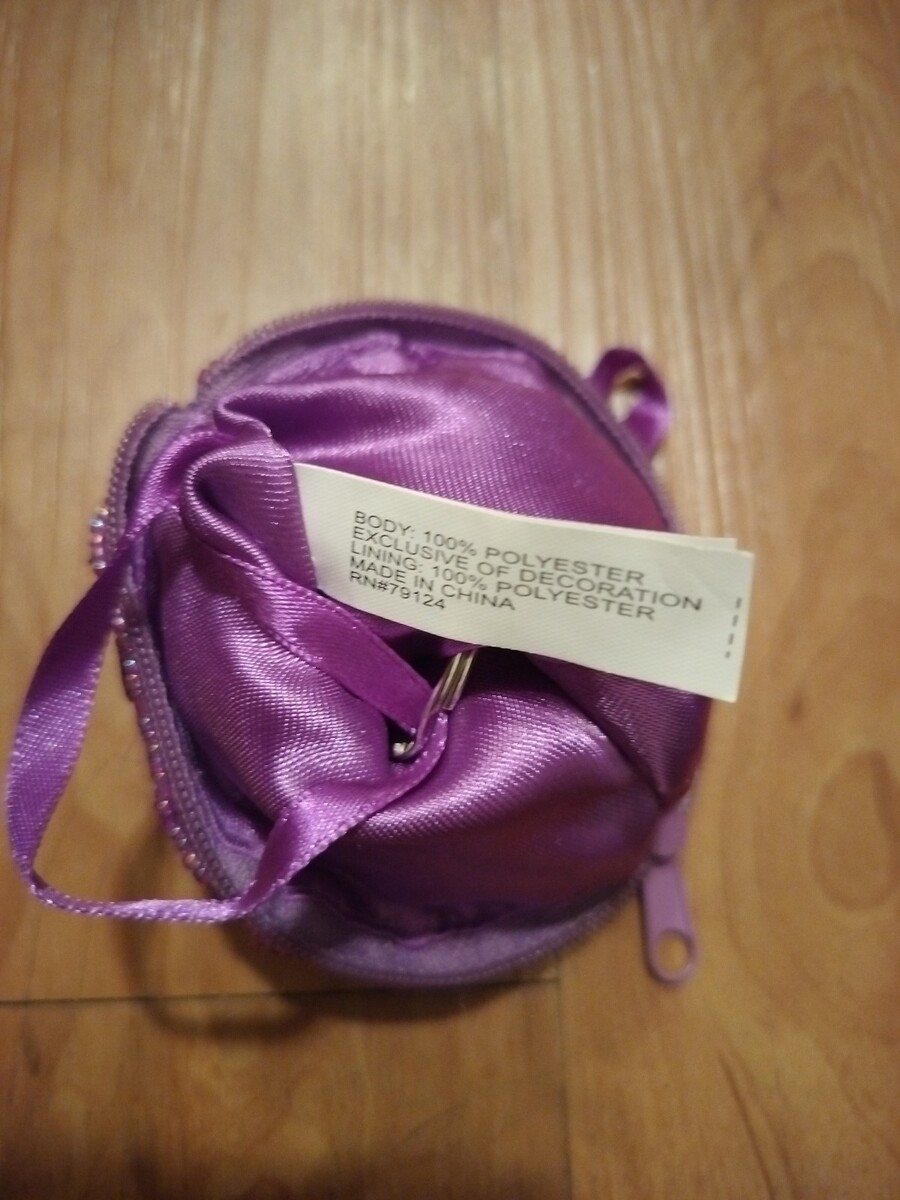 BODY: 100% POLYESTER
EXCLUSIVE OF DECORATION
LINING: 100% POLYESTER
MADE IN CHINA
RN#79124